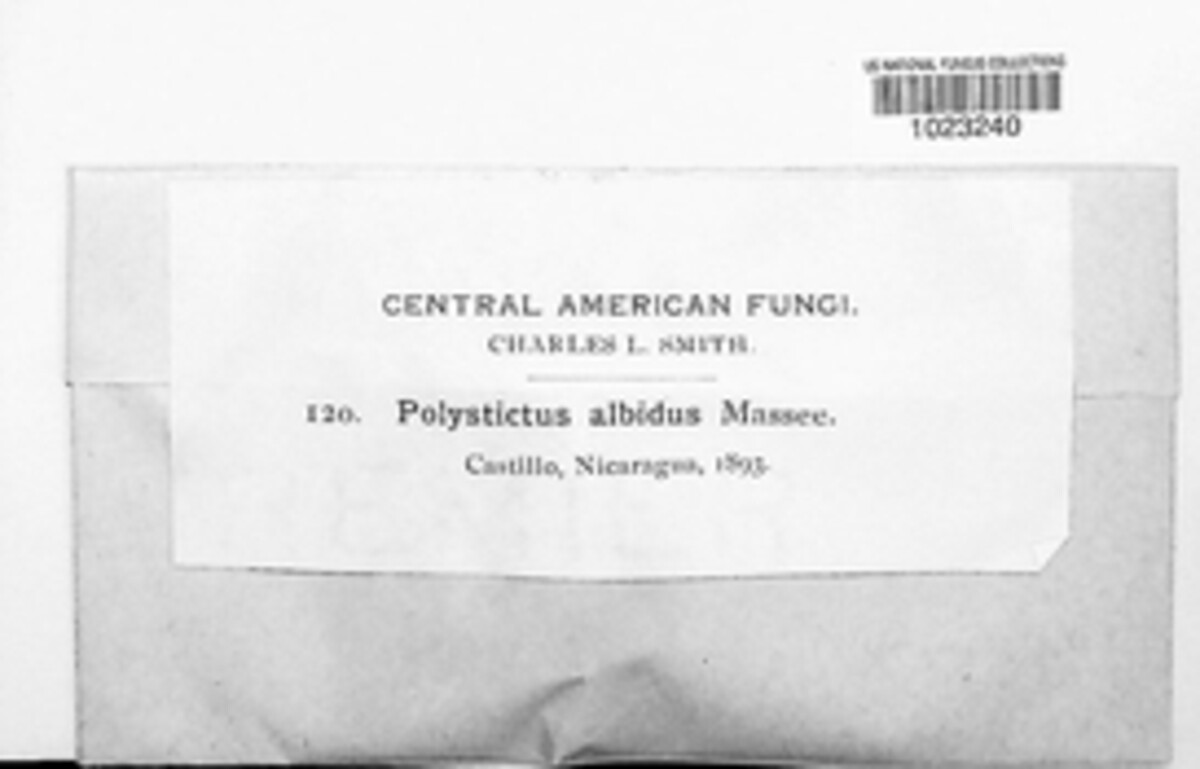 US NATIONAL FUNGUS COLLECTIONS
1023240
CENTRAL AMERICAN FUNGI.
CHARLES L. SMITH.
120. Polystictus albidus Massee.
Castillo, Nicaragua, 1893.